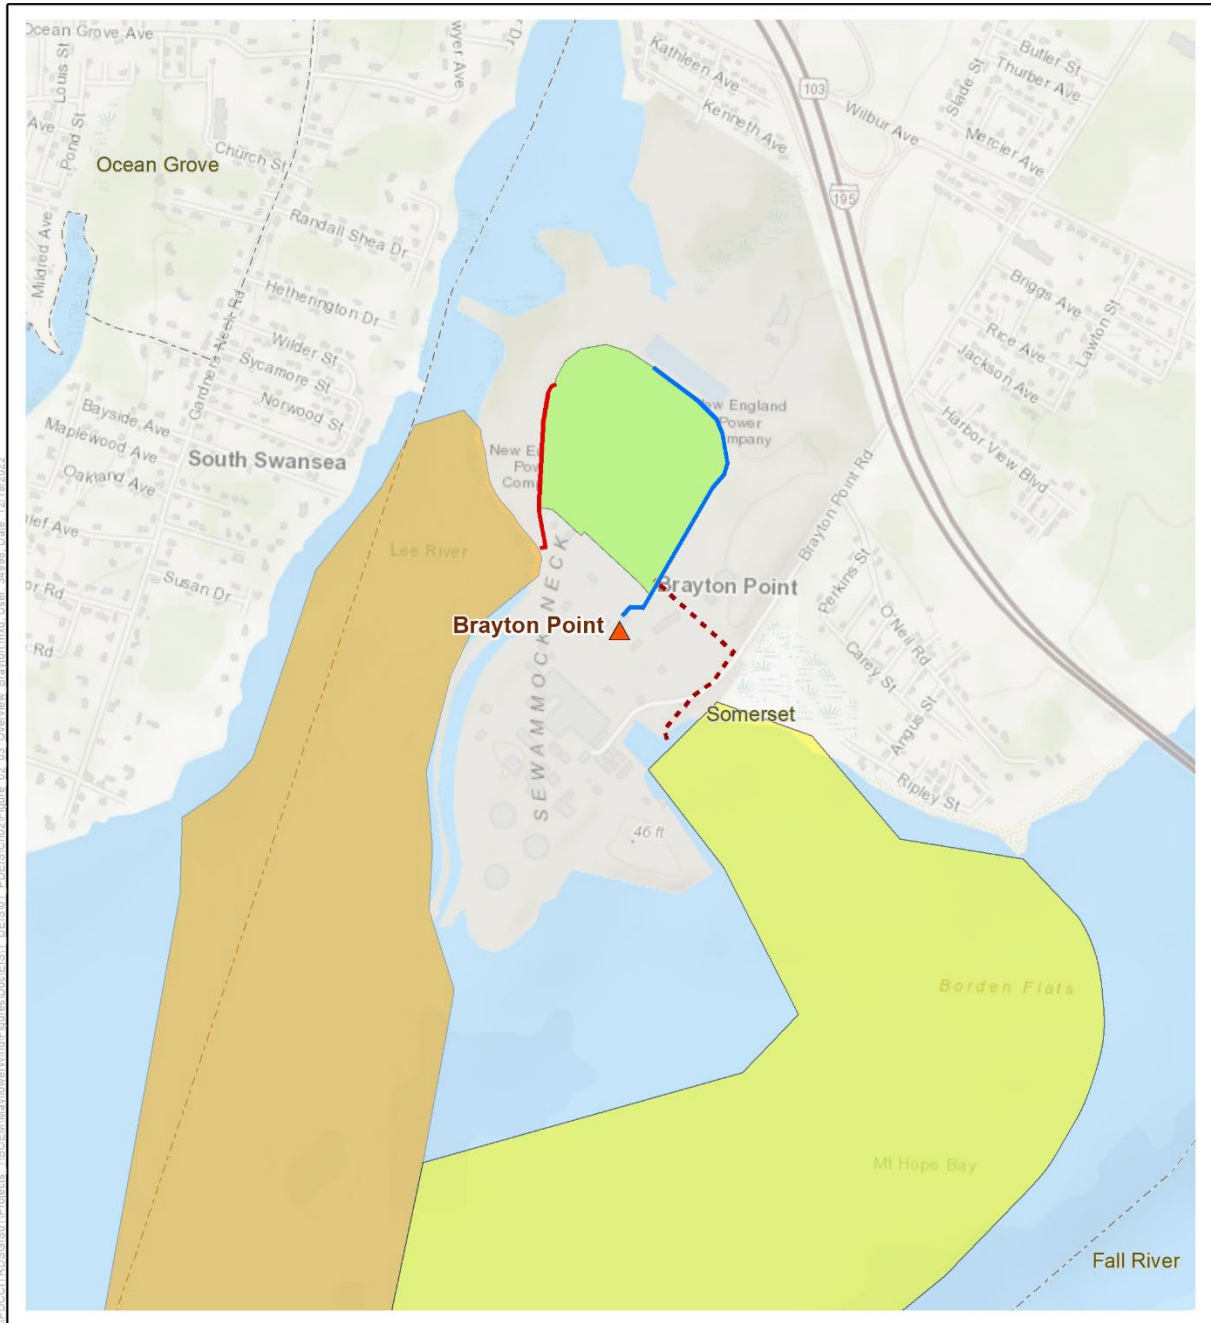 Ocean Grove Ave
Louis St
Pond St
Ave
Ocean Grove
Church St
Randall Shea Dr
Mildred Ave
Gardners Neck Rd
Hetherington Dr
Wilder St
Sycamore St
Norwood St
Bayside Ave
Maplewood Ave
Oakland Ave
South Swansea
Susan Dr
Rd
Kathleen Ave
Kenneth Ave
103
Wilbur Ave
Slade St
Butler St
Thurber Ave
Mercier Ave
195
Briggs Ave
Rice Ave
Jackson Ave
Lawton St
Harbor View Blvd
New England
Power
Company
Lee River
SEWAMMOCK NECK
Brayton Point Rd
Brayton Point
Brayton Point
Perkins St
O'Neil Rd
Carey St
Angus St
Ripley St
Somerset
46 ft
Borden Flats
Mt Hope Bay
Fall River